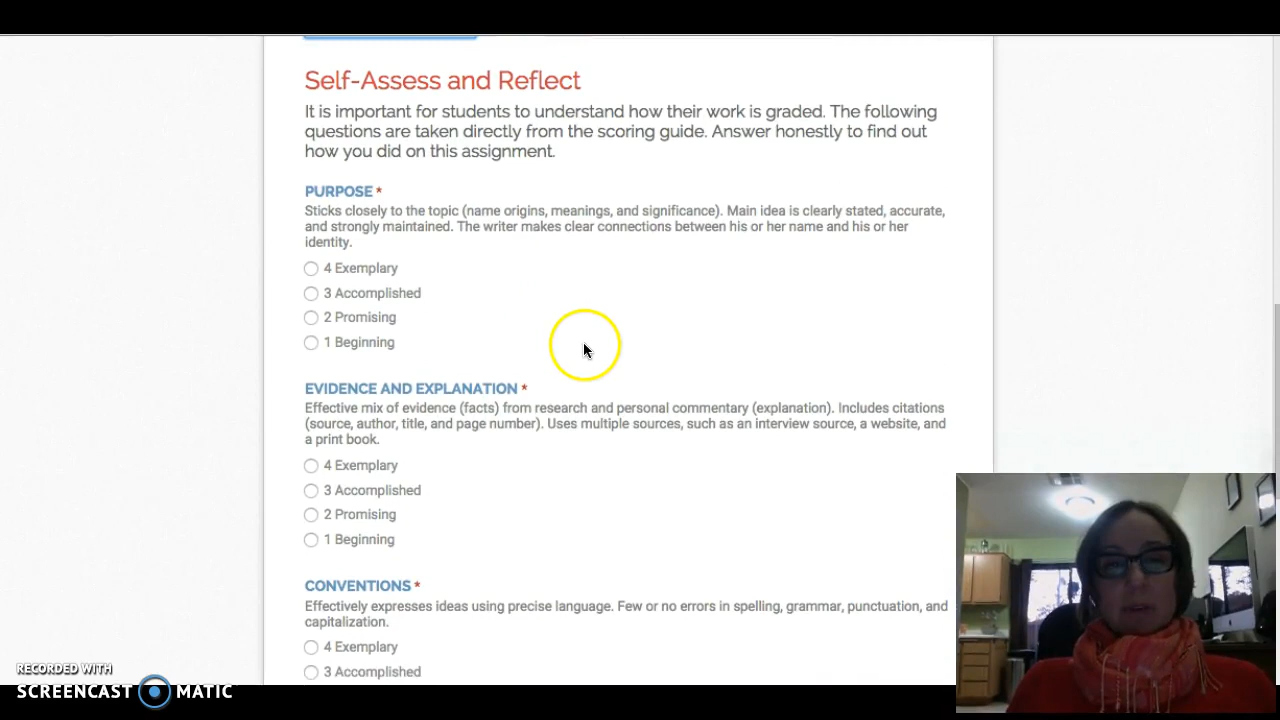 Self-Assess and Reflect
It is important for students to understand how their work is graded. The following
questions are taken directly from the scoring guide. Answer honestly to find out
how you did on this assignment.
PURPOSE *
Sticks closely to the topic (name origins, meanings, and significance). Main idea is clearly stated, accurate,
and strongly maintained. The writer makes clear connections between his or her name and his or her
identity.
4 Exemplary
3 Accomplished
2 Promising
1 Beginning
EVIDENCE AND EXPLANATION *
Effective mix of evidence (facts) from research and personal commentary (explanation). Includes citations
(source, author, title, and page number). Uses multiple sources, such as an interview source, a website, and
a print book.
4 Exemplary
3 Accomplished
2 Promising
1 Beginning
CONVENTIONS *
Effectively expresses ideas using precise language. Few or no errors in spelling, grammar, punctuation, and
capitalization.
4 Exemplary
3 Accomplished
RECORDED WITH
SCREENCAST MATIC